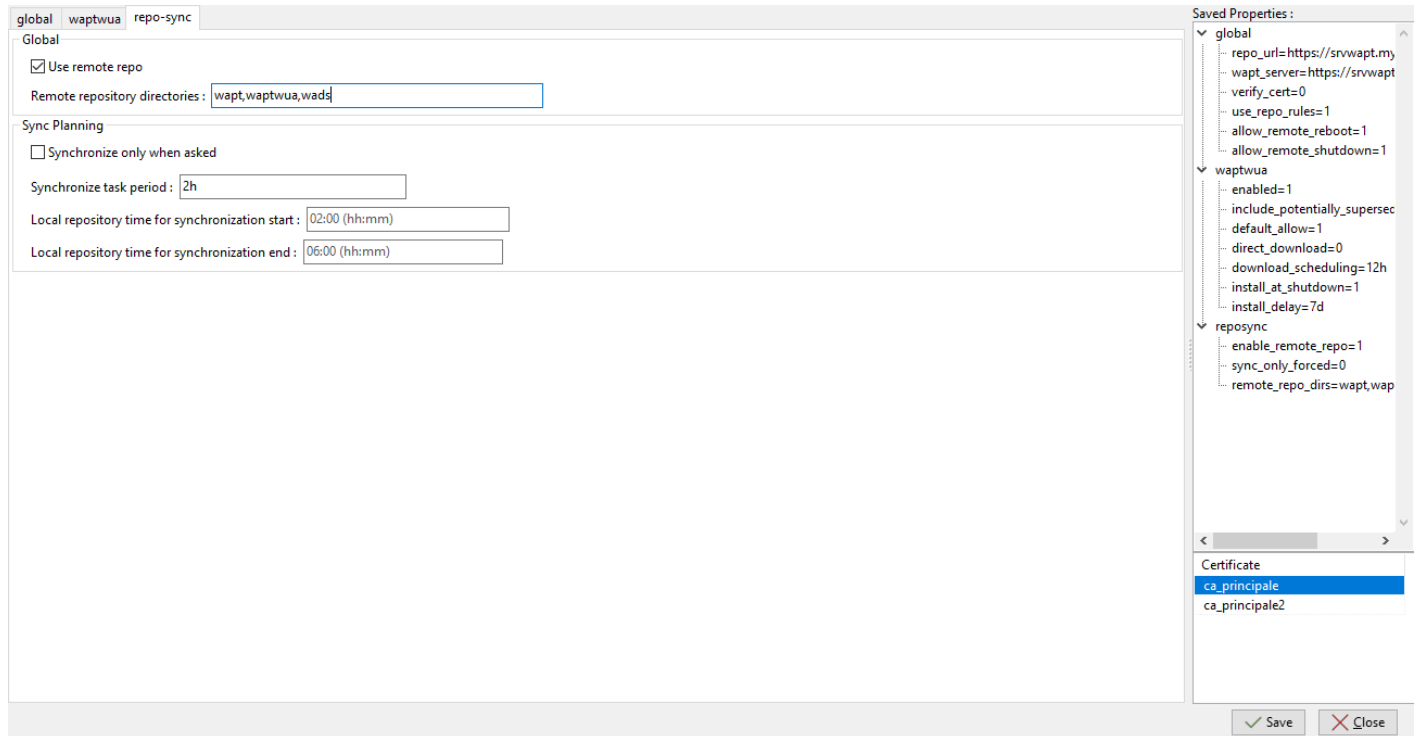 global waptwua repo-sync
Global
Use remote repo
Remote repository directories : wapt,waptwua,wads
Sync Planning
Synchronize only when asked
Synchronize task period : 2h
Local repository time for synchronization start : 02:00 (hh:mm)
Local repository time for synchronization end : 06:00 (hh:mm)
Saved Properties :
global
repo_url=https://srvwapt.my
wapt_server=https://srvwapt
verify_cert=0
use_repo_rules=1
allow_remote_reboot=1
allow_remote_shutdown=1
waptwua
enabled=1
include_potentially_supersed
default_allow=1
direct_download=0
download_scheduling=12h
install_at_shutdown=1
install_delay=7d
reposync
enable_remote_repo=1
sync_only_forced=0
remote_repo_dirs=wapt,wap
Certificate
ca_principale
ca_principale2
Save Close